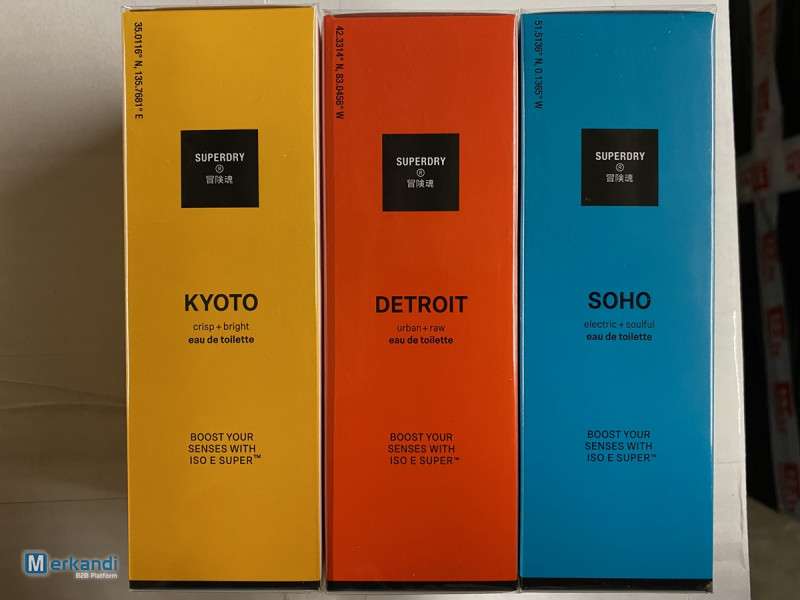 35.0116° N, 135.7681° E
SUPERDRY
®
冒険魂
KYOTO
crisp + bright
eau de toilette
BOOST YOUR
SENSES WITH
ISO E SUPER™
42.3314° N, 83.0458° W
SUPERDRY
®
冒険魂
DETROIT
urban + raw
eau de toilette
BOOST YOUR
SENSES WITH
ISO E SUPER™
51.5136° N, 0.1365° W
SUPERDRY
®
冒険魂
SOHO
electric + soulful
eau de toilette
BOOST YOUR
SENSES WITH
ISO E SUPER™
Merkandi
B2B Platform